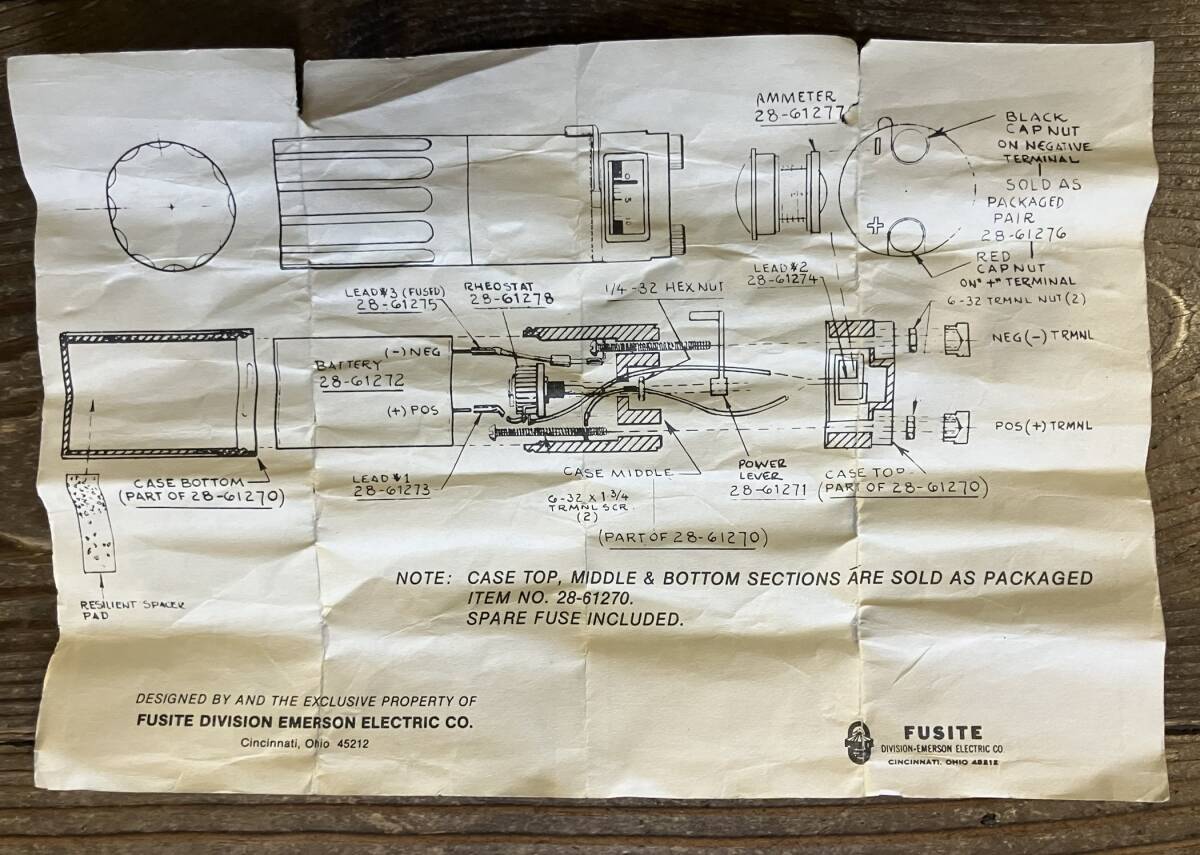 AMMETER
28-61277
BLACK
CAP NUT
ON NEGATIVE
TERMINAL
SOLD AS
PACKAGED
PAIR
28-61276
RED
CAP NUT
ON "+" TERMINAL
0
5
10
LEAD #3 (FUSED)
28-61275
RHEOSTAT
28-61278
1/4-32 HEX NUT
LEAD #2
28-61274
6-32 TRMNL NUT (2)
BATTERY
28-61272
(-) NEG
(+) POS
NEG (-) TRMNL
POS (+) TRMNL
CASE BOTTOM
(PART OF 28-61270)
LEAD #1
28-61273
CASE MIDDLE
6-32 X 1 3/4
TRMNL SCR.
(2)
(PART OF 28-61270)
POWER
LEVER
28-61271
CASE TOP
(PART OF 28-61270)
RESILIENT SPACER
PAD
NOTE: CASE TOP, MIDDLE & BOTTOM SECTIONS ARE SOLD AS PACKAGED
ITEM NO. 28-61270.
SPARE FUSE INCLUDED.
DESIGNED BY AND THE EXCLUSIVE PROPERTY OF
FUSITE DIVISION EMERSON ELECTRIC CO.
Cincinnati, Ohio 45212
FUSITE
DIVISION-EMERSON ELECTRIC CO.
CINCINNATI, OHIO 45212